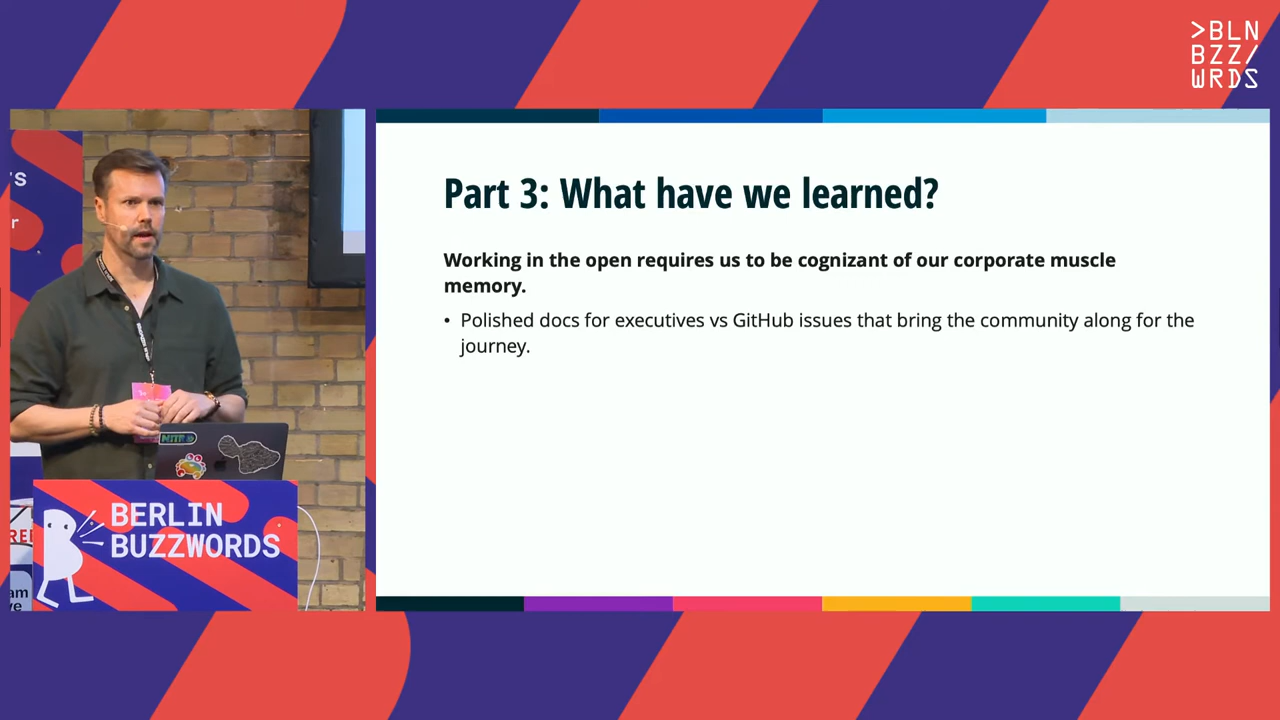 >BLN
BZZ/
WRDS
Part 3: What have we learned?
Working in the open requires us to be cognizant of our corporate muscle
memory.
• Polished docs for executives vs GitHub issues that bring the community along for the
journey.
NITRO
BERLIN
BUZZWORDS